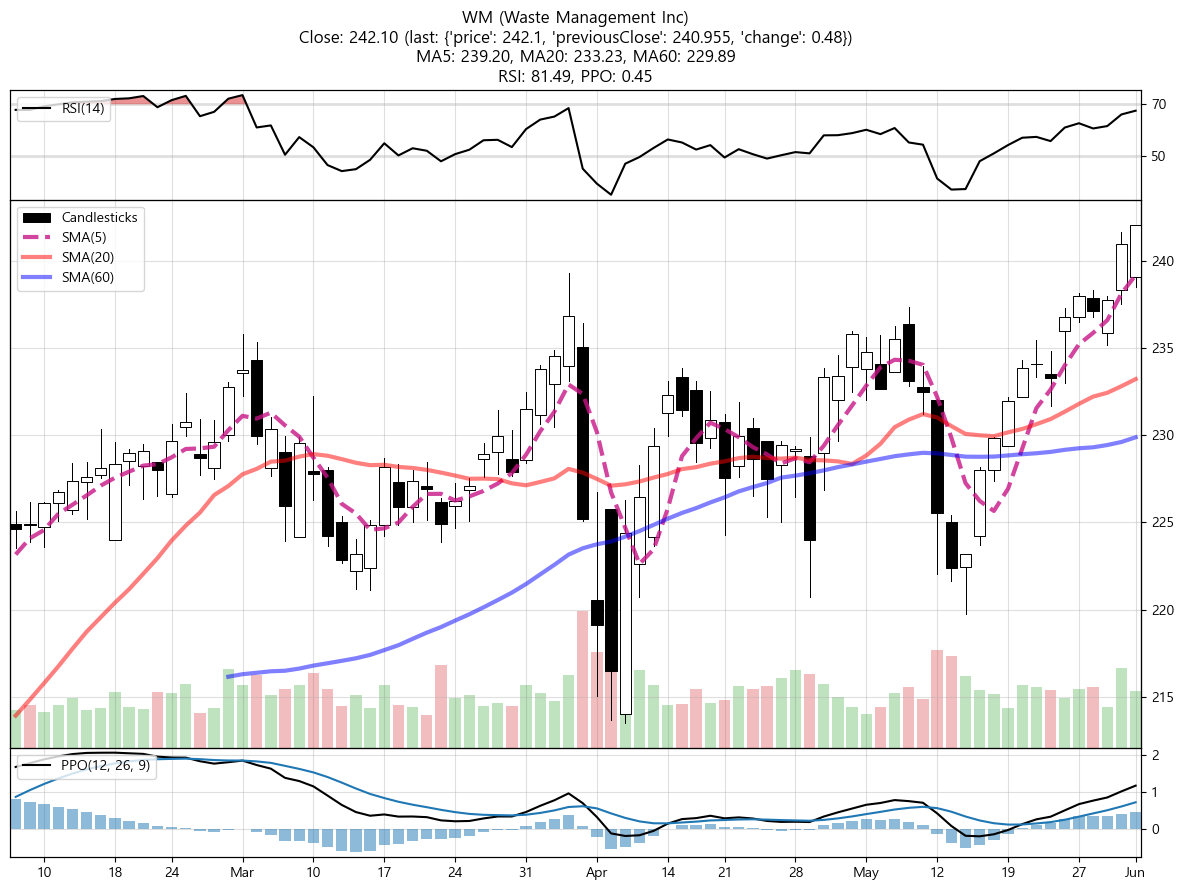 WM (Waste Management Inc)
Close: 242.10 (last: {'price': 242.1, 'previousClose': 240.955, 'change': 0.48})
MA5: 239.20, MA20: 233.23, MA60: 229.89
RSI: 81.49, PPO: 0.45
RSI(14)
70
50
Candlesticks
SMA(5)
SMA(20)
SMA(60)
240
235
230
225
220
215
PPO(12, 26, 9)
2
1
0
10 18 24 Mar 10 17 24 31 Apr 14 21 28 May 12 19 27 Jun